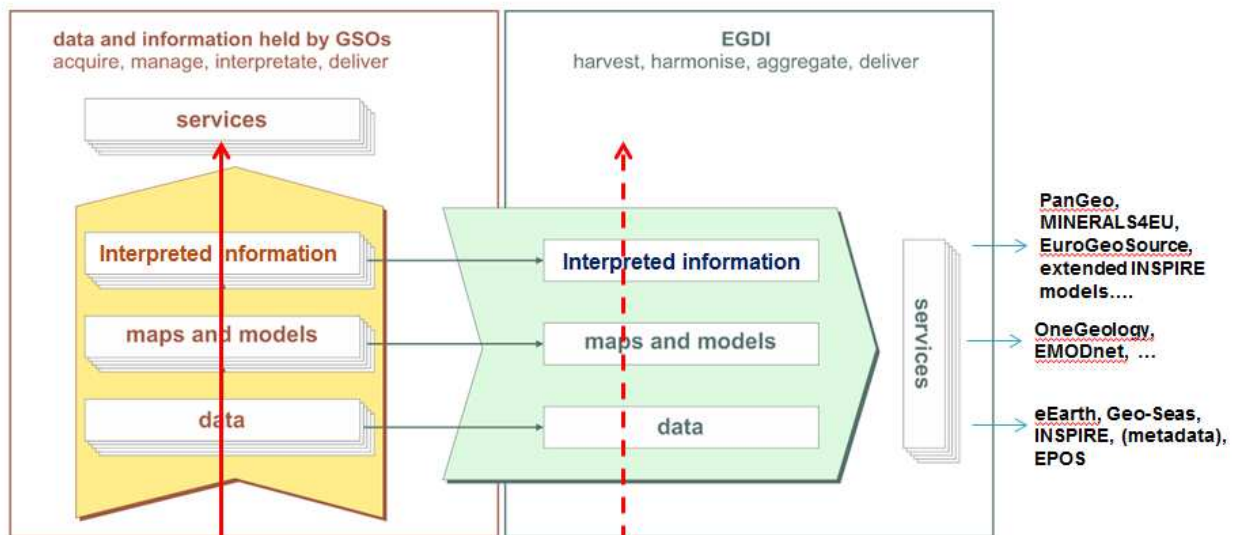 data and information held by GSOs
acquire, manage, interpretate, deliver
services
Interpreted information
maps and models
data
EGDI
harvest, harmonise, aggregate, deliver
Interpreted information
maps and models
data
services
PanGeo,
MINERALS4EU,
EuroGeoSource,
extended INSPIRE
models....
OneGeology,
EMODnet, ...
eEarth, Geo-Seas,
INSPIRE, (metadata),
EPOS